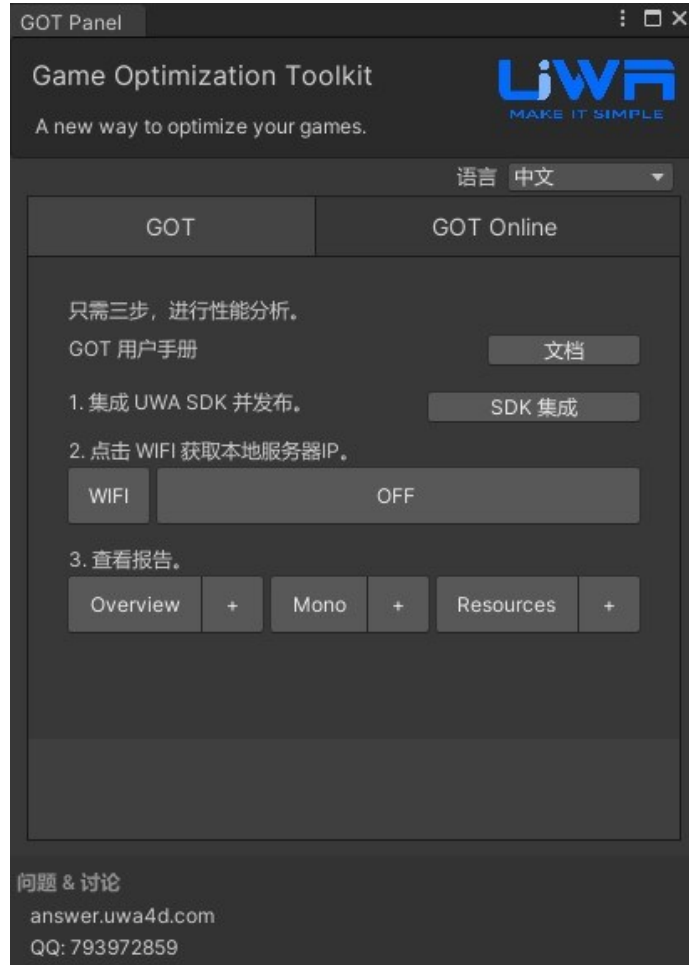 GOT Panel
Game Optimization Toolkit
UWA
MAKE IT SIMPLE
A new way to optimize your games.
语言 中文
GOT GOT Online
只需三步，进行性能分析。
GOT 用户手册 文档
1. 集成 UWA SDK 并发布。 SDK 集成
2. 点击 WIFI 获取本地服务器IP。
WIFI OFF
3. 查看报告。
Overview + Mono + Resources +
问题 & 讨论
answer.uwa4d.com
QQ: 793972859